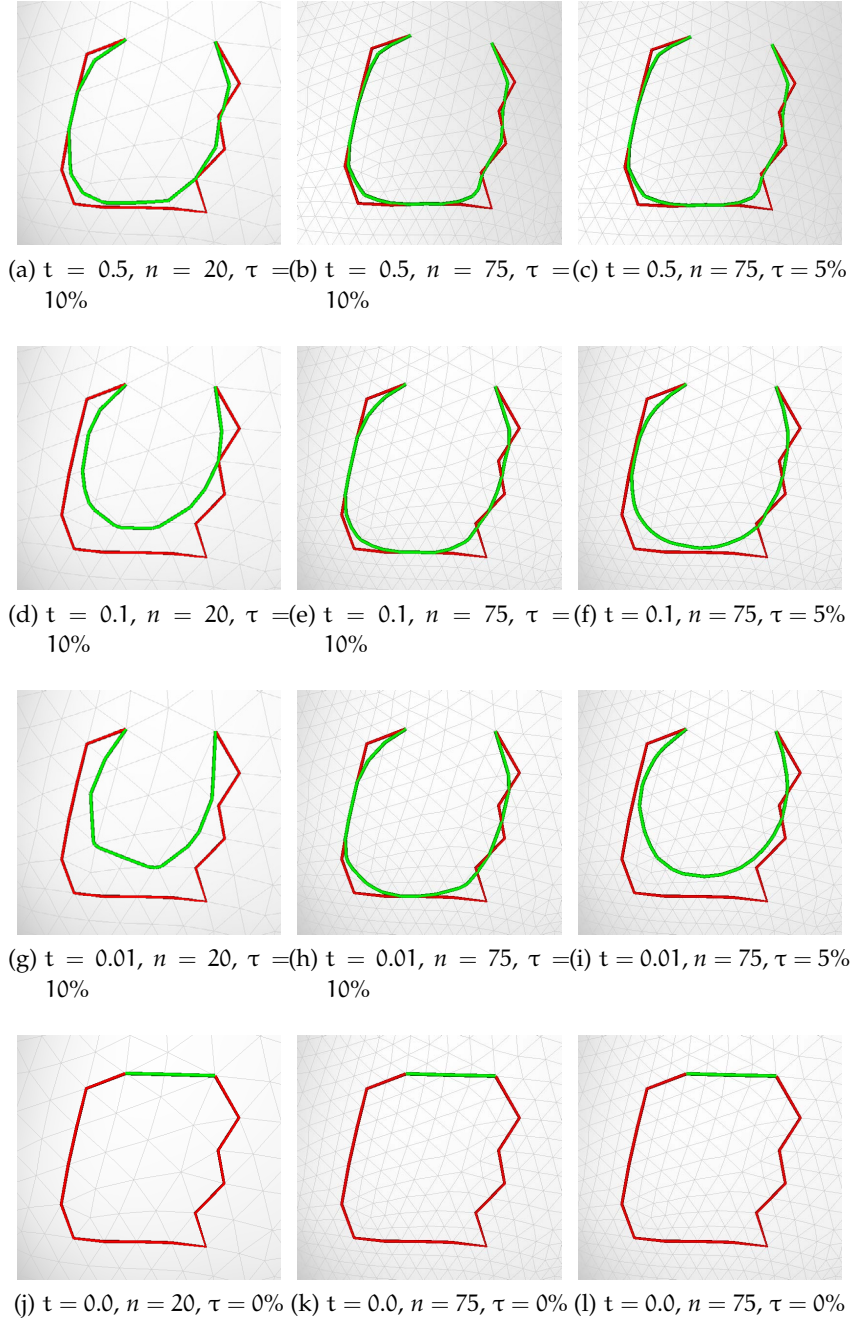 (a) t = 0.5, n = 20, τ = 10%
(b) t = 0.5, n = 75, τ = 10%
(c) t = 0.5, n = 75, τ = 5%
(d) t = 0.1, n = 20, τ = 10%
(e) t = 0.1, n = 75, τ = 10%
(f) t = 0.1, n = 75, τ = 5%
(g) t = 0.01, n = 20, τ = 10%
(h) t = 0.01, n = 75, τ = 10%
(i) t = 0.01, n = 75, τ = 5%
(j) t = 0.0, n = 20, τ = 0%
(k) t = 0.0, n = 75, τ = 0%
(l) t = 0.0, n = 75, τ = 0%